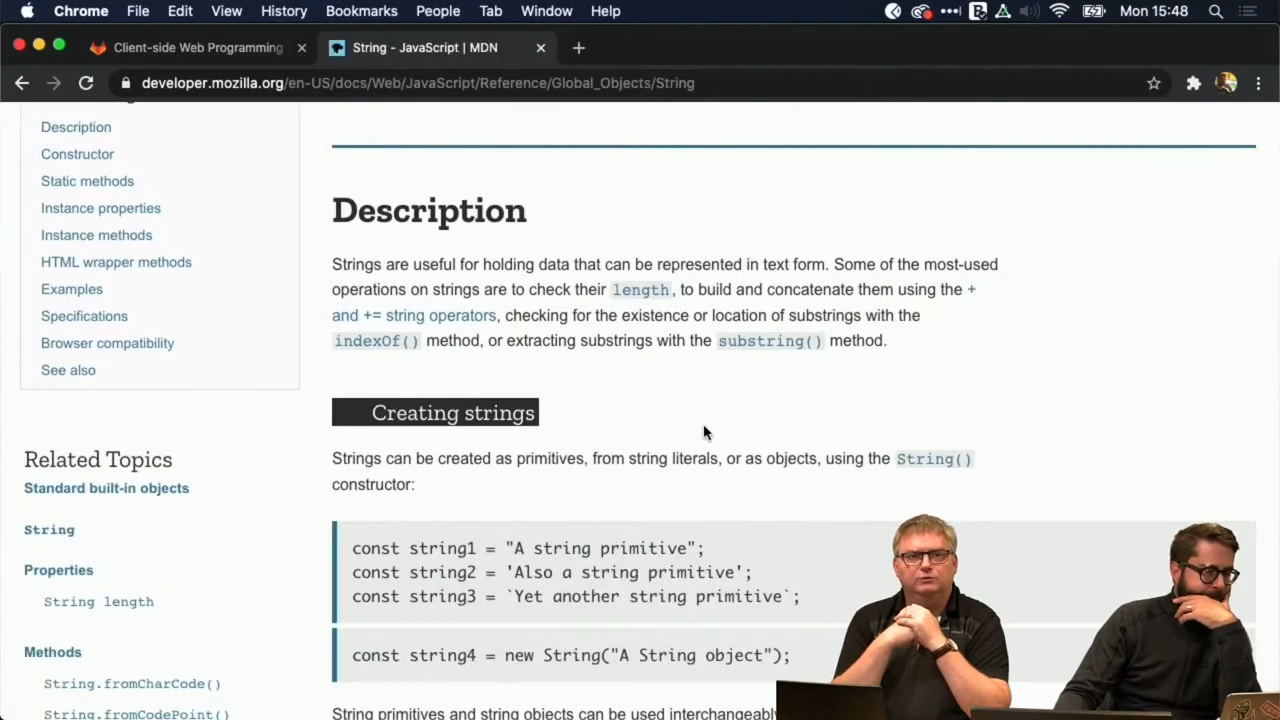 Chrome File Edit View History Bookmarks People Tab Window Help Mon 15:48
Client-side Web Programming String - JavaScript | MDN
developer.mozilla.org/en-US/docs/Web/JavaScript/Reference/Global_Objects/String
Description
Constructor
Static methods
Instance properties
Instance methods
HTML wrapper methods
Examples
Specifications
Browser compatibility
See also
Related Topics
Standard built-in objects
String
Properties
String length
Methods
String.fromCharCode()
String.fromCodePoint()
Description
Strings are useful for holding data that can be represented in text form. Some of the most-used
operations on strings are to check their length, to build and concatenate them using the +
and += string operators, checking for the existence or location of substrings with the
indexOf() method, or extracting substrings with the substring() method.
Creating strings
Strings can be created as primitives, from string literals, or as objects, using the String()
constructor:
const string1 = "A string primitive";
const string2 = 'Also a string primitive';
const string3 = `Yet another string primitive`;
const string4 = new String("A String object");
String primitives and string objects can be used interchangeably